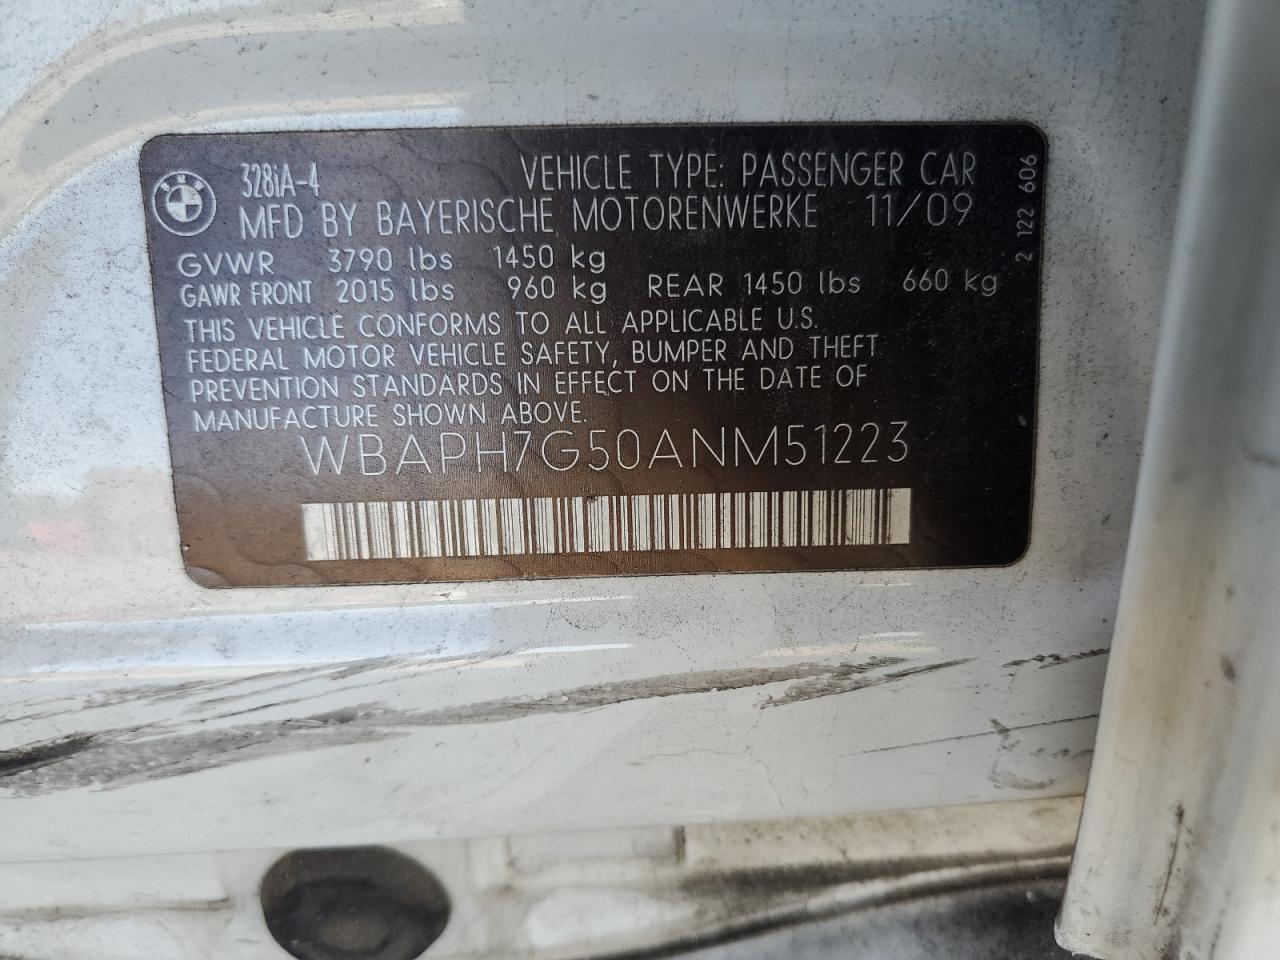 328iA-4 VEHICLE TYPE: PASSENGER CAR
MFD BY BAYERISCHE MOTORENWERKE 11/09
GVWR 3790 lbs 1450 kg
GAWR FRONT 2015 lbs 960 kg REAR 1450 lbs 660 kg
THIS VEHICLE CONFORMS TO ALL APPLICABLE U.S.
FEDERAL MOTOR VEHICLE SAFETY, BUMPER AND THEFT
PREVENTION STANDARDS IN EFFECT ON THE DATE OF
MANUFACTURE SHOWN ABOVE.
WBAPH7G50ANM51223
2 122 606
BMW